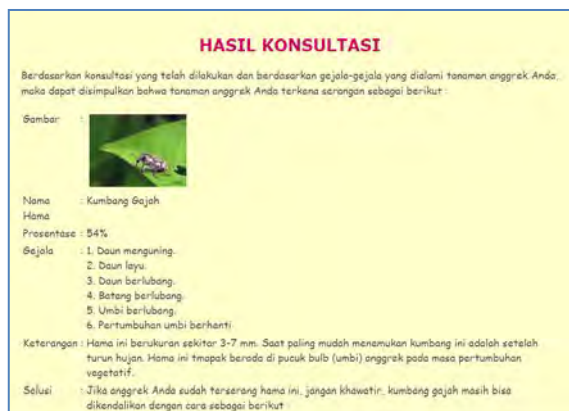 HASIL KONSULTASI
Berdasarkan konsultasi yang telah dilakukan dan berdasarkan gejala-gejala yang dialami tanaman anggrek Anda,
maka dapat disimpulkan bahwa tanaman anggrek Anda terkena serangan sebagai berikut :
Gambar :
Nama : Kumbang Gajah
Hama
Prosentase : 54%
Gejala : 1. Daun menguning.
2. Daun layu.
3. Daun berlubang.
4. Batang berlubang.
5. Umbi berlubang.
6. Pertumbuhan umbi berhenti
Keterangan : Hama ini berukuran sekitar 3-7 mm. Saat paling mudah menemukan kumbang ini adalah setelah
turun hujan. Hama ini tmapak berada di pucuk bulb (umbi) anggrek pada masa pertumbuhan
vegetatif.
Solusi : Jika anggrek Anda sudah terserang hama ini, jangan khawatir, kumbang gajah masih bisa
dikendalikan dengan cara sebagai berikut :